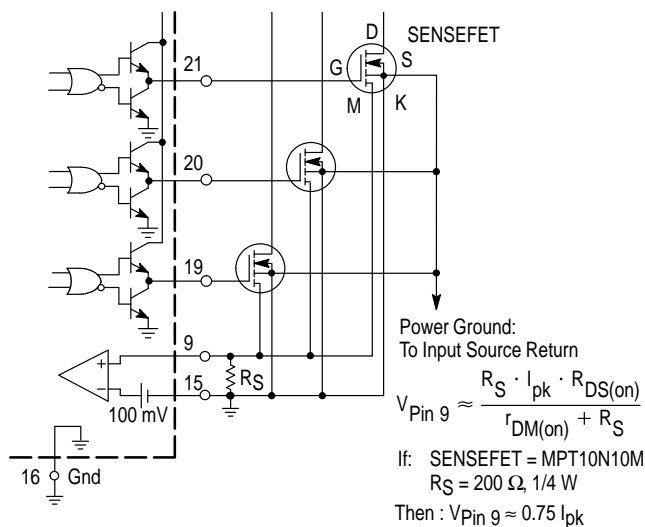 D
SENSEFET
21
G
S
M
K
20
19
9
R_S
15
100 mV
16
Gnd
Power Ground:
To Input Source Return
V_Pin 9 ≈ (R_S · I_pk · R_DS(on)) / (r_DM(on) + R_S)
If: SENSEFET = MPT10N10M
R_S = 200 Ω, 1/4 W
Then : V_Pin 9 ≈ 0.75 I_pk